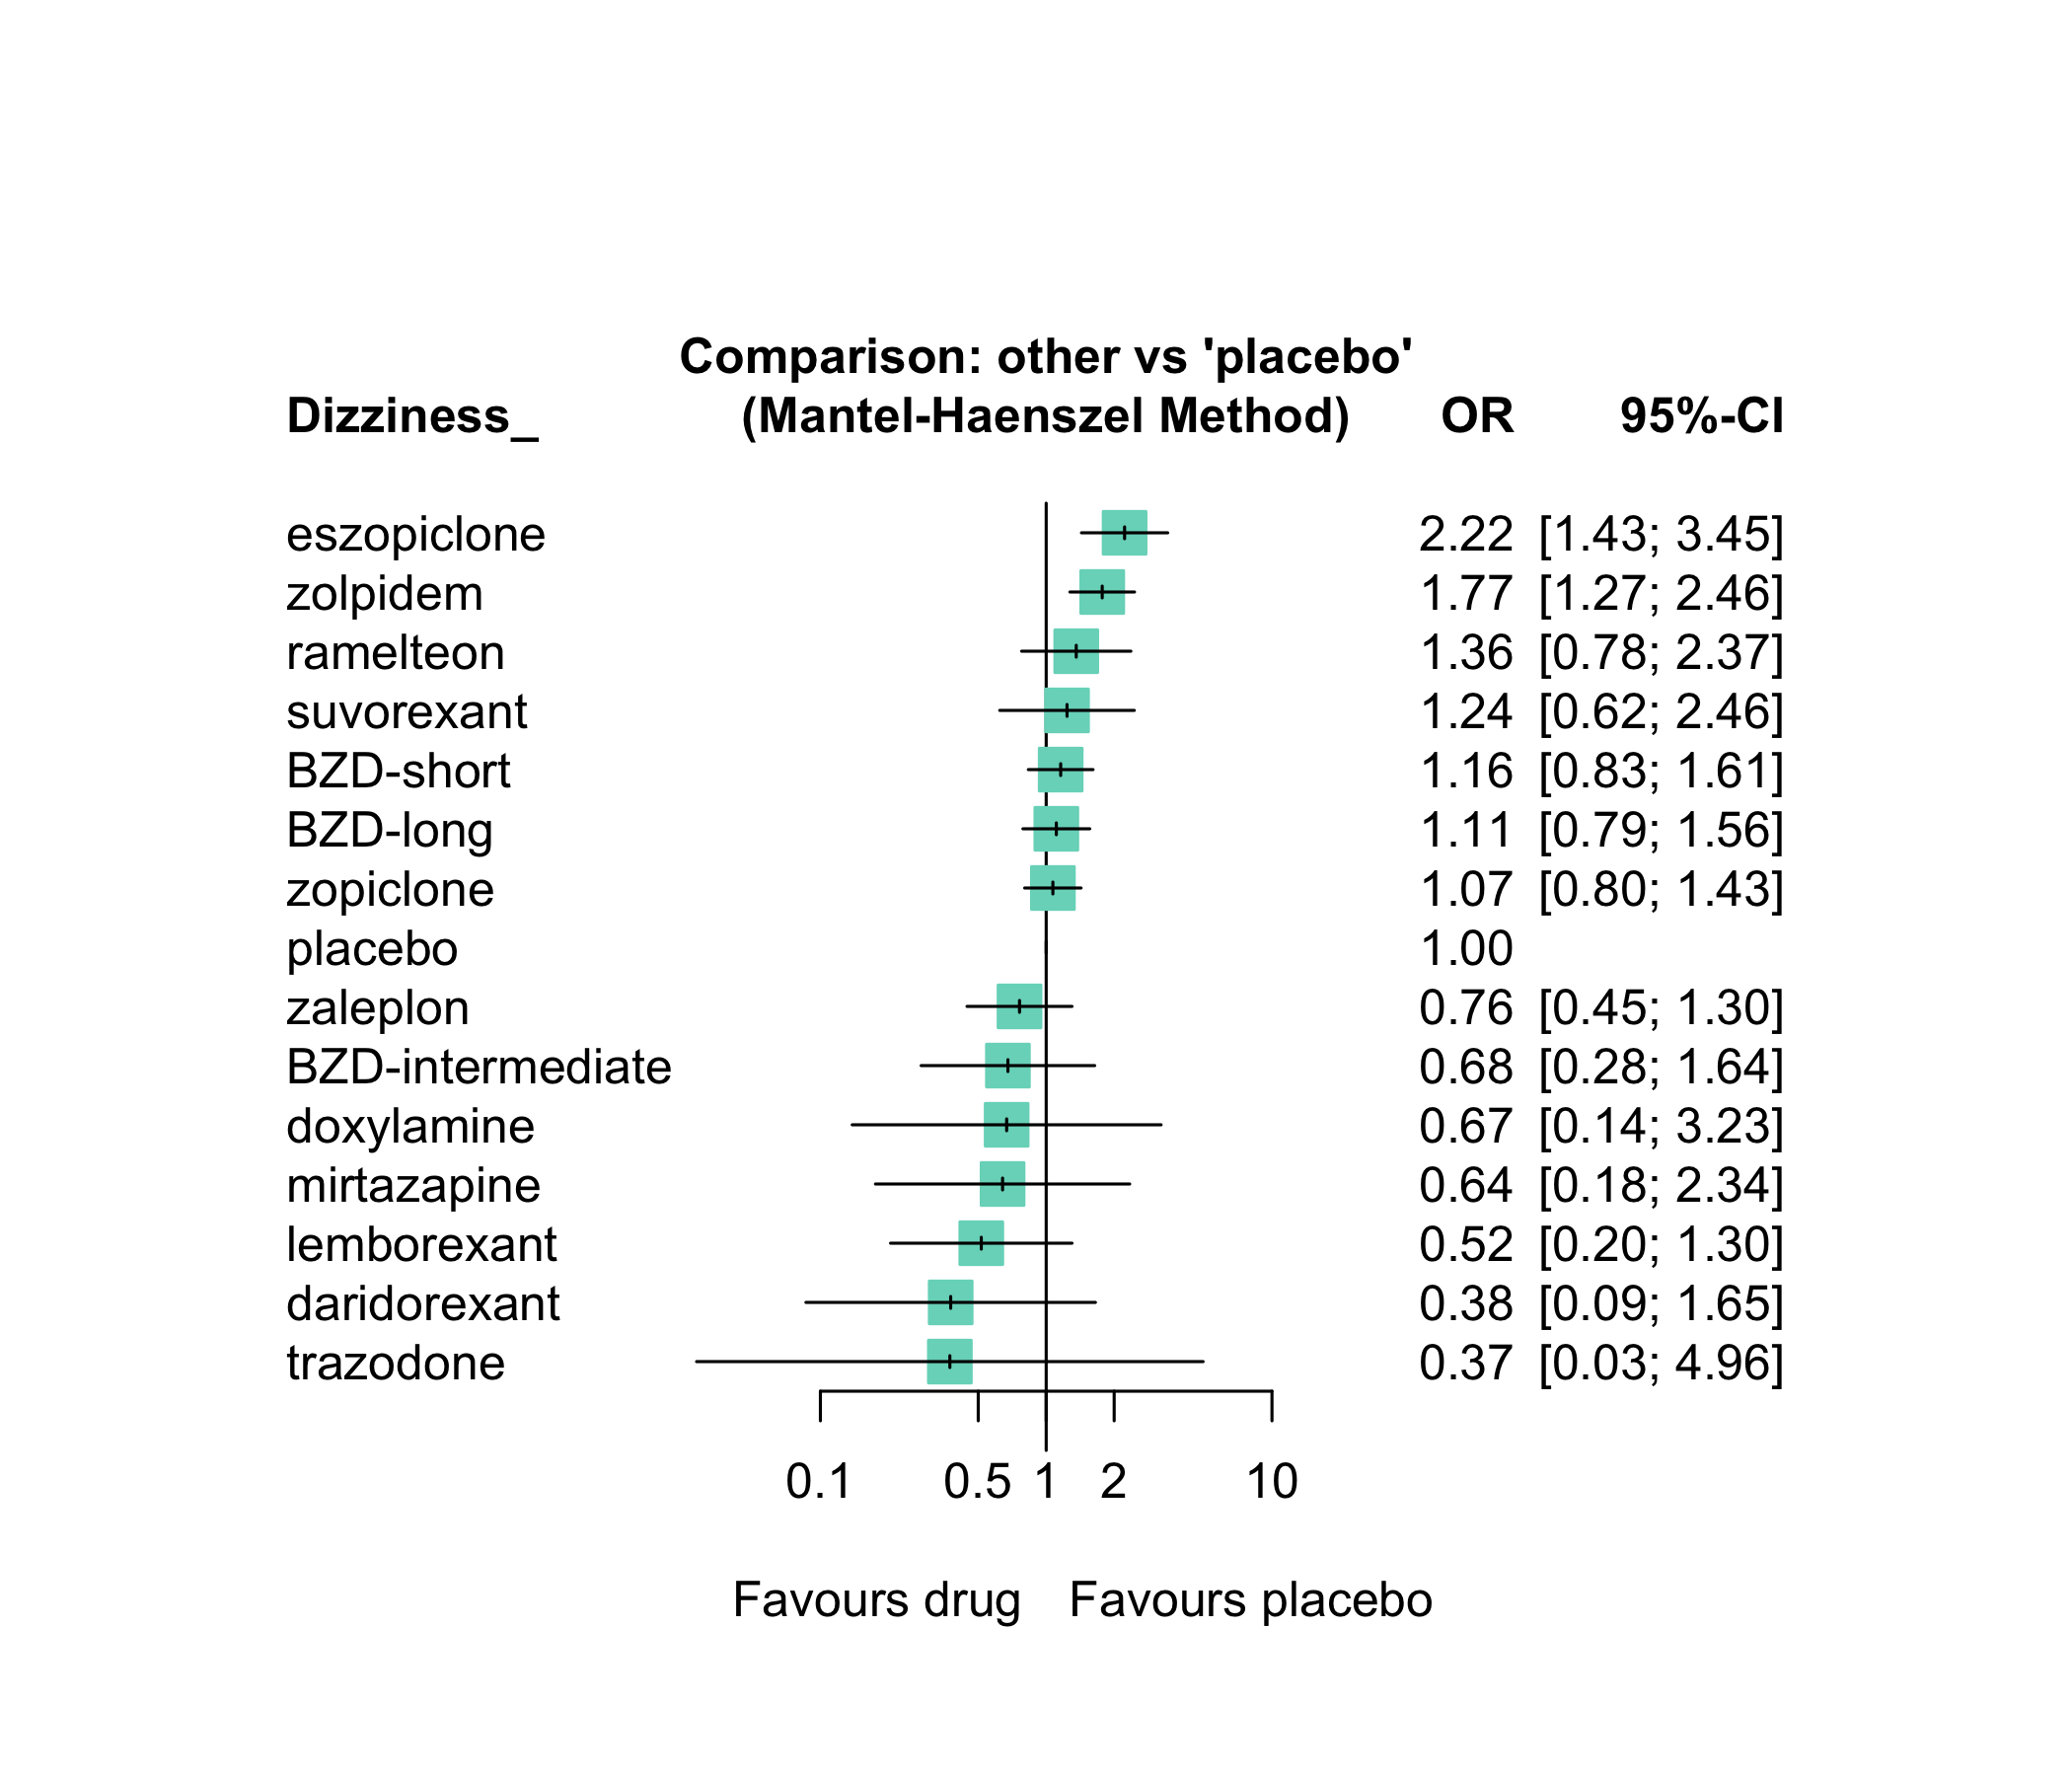 Comparison: other vs 'placebo'
Dizziness_ (Mantel-Haenszel Method) OR 95%-CI
eszopiclone 2.22 [1.43; 3.45]
zolpidem 1.77 [1.27; 2.46]
ramelteon 1.36 [0.78; 2.37]
suvorexant 1.24 [0.62; 2.46]
BZD-short 1.16 [0.83; 1.61]
BZD-long 1.11 [0.79; 1.56]
zopiclone 1.07 [0.80; 1.43]
placebo 1.00
zaleplon 0.76 [0.45; 1.30]
BZD-intermediate 0.68 [0.28; 1.64]
doxylamine 0.67 [0.14; 3.23]
mirtazapine 0.64 [0.18; 2.34]
lemborexant 0.52 [0.20; 1.30]
daridorexant 0.38 [0.09; 1.65]
trazodone 0.37 [0.03; 4.96]
0.1 0.5 1 2 10
Favours drug Favours placebo